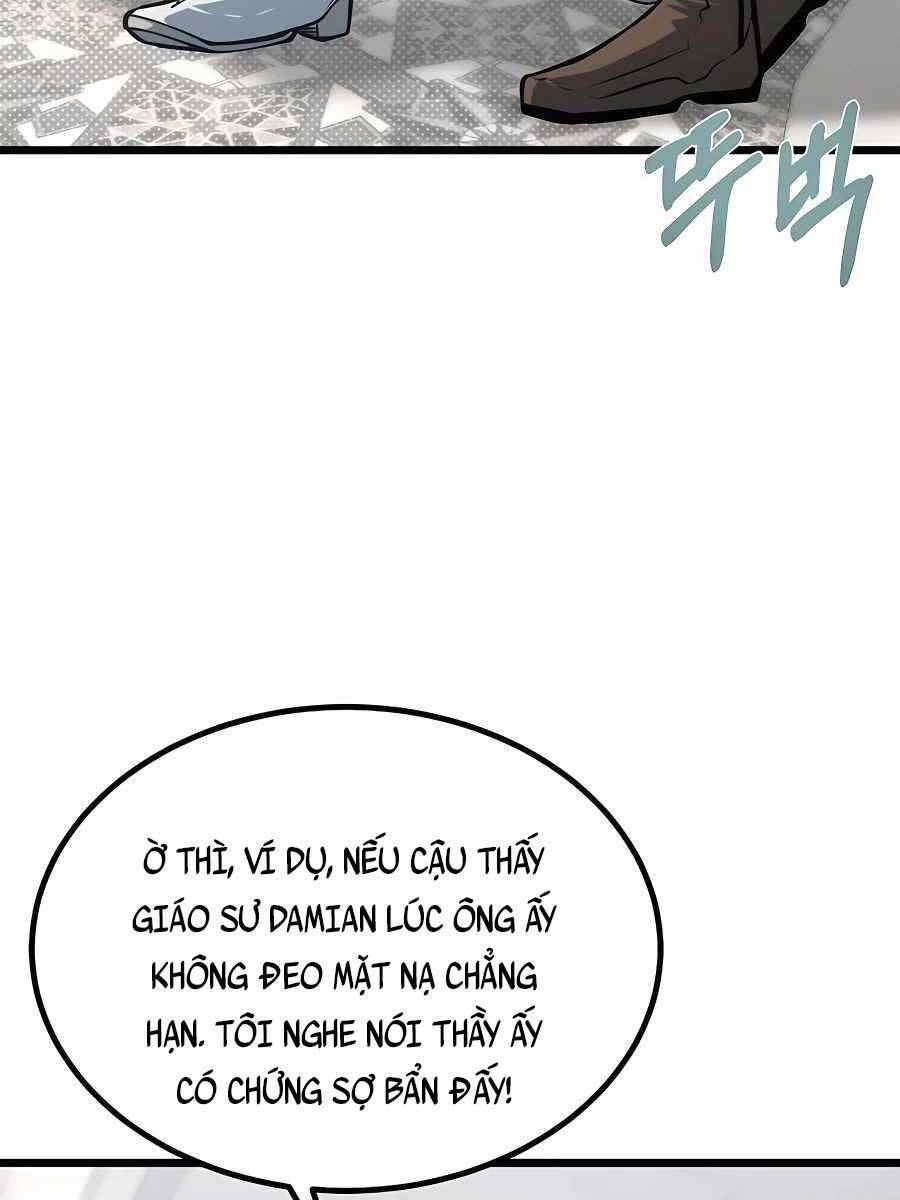 뚜벅
Ờ THÌ, VÍ DỤ, NẾU CẬU THẤY
GIÁO SƯ DAMIAN LÚC ÔNG ẤY
KHÔNG ĐEO MẶT NẠ CHẲNG
HẠN. TÔI NGHE NÓI THẦY ẤY
CÓ CHỨNG SỢ BẨN ĐẤY!